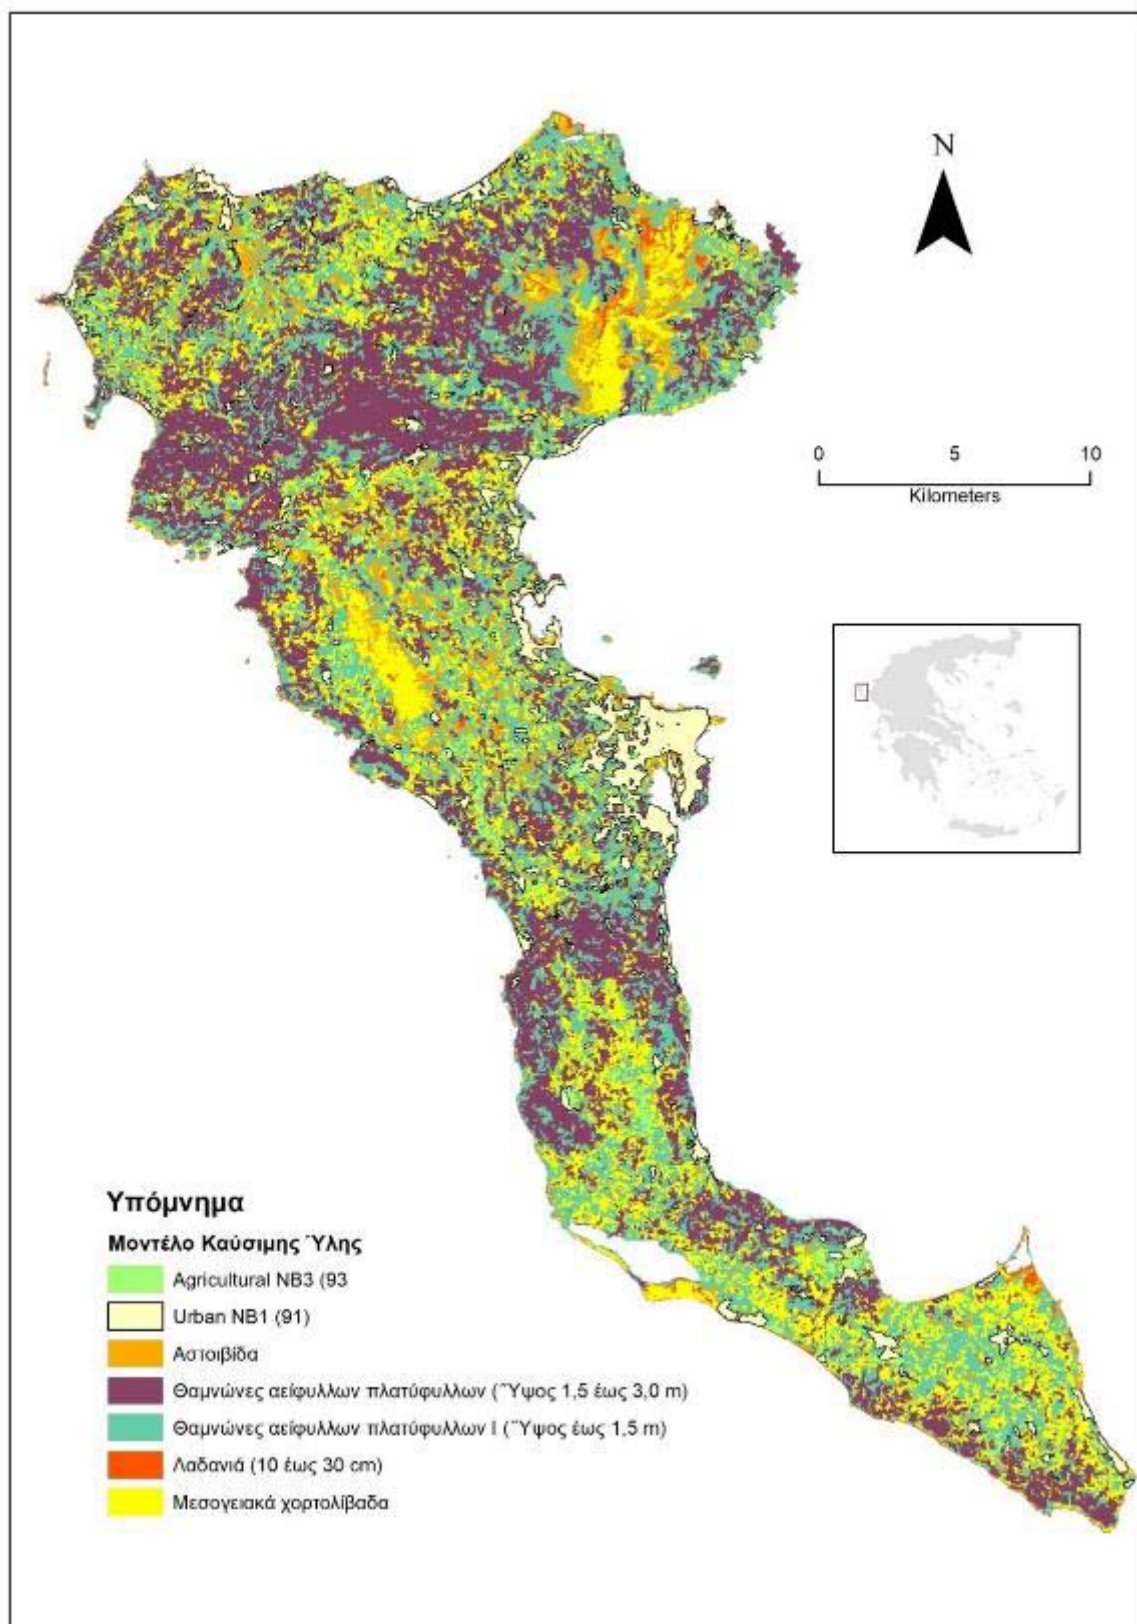 N
0 5 10
Kilometers
Υπόμνημα
Μοντέλο Καύσιμης Ύλης
Agricultural NB3 (93
Urban NB1 (91)
Αστοιβίδα
Θαμνώνες αείφυλλων πλατύφυλλων (Ύψος 1,5 έως 3,0 m)
Θαμνώνες αείφυλλων πλατύφυλλων Ι (Ύψος έως 1,5 m)
Λαδανιά (10 έως 30 cm)
Μεσογειακά χορτολίβαδα